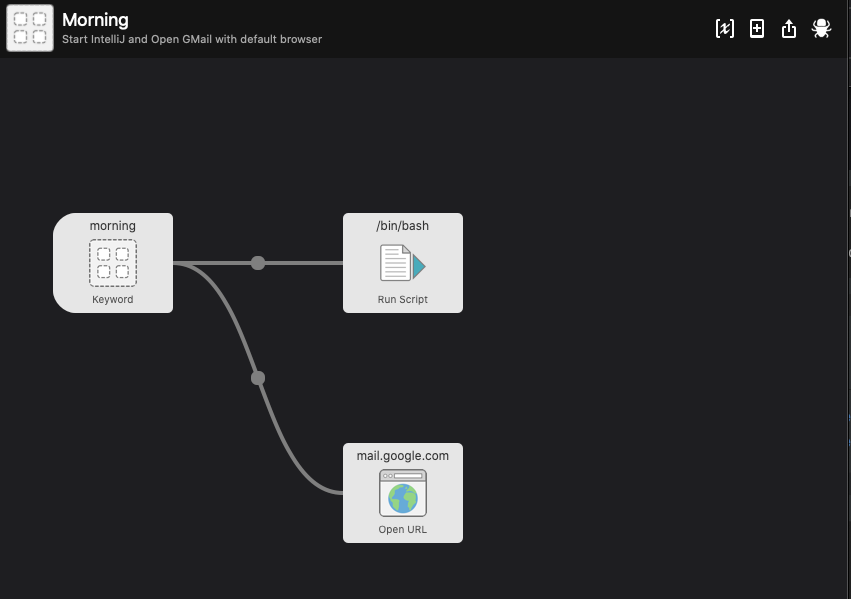 Morning
Start IntelliJ and Open GMail with default browser
morning
Keyword
/bin/bash
Run Script
mail.google.com
Open URL